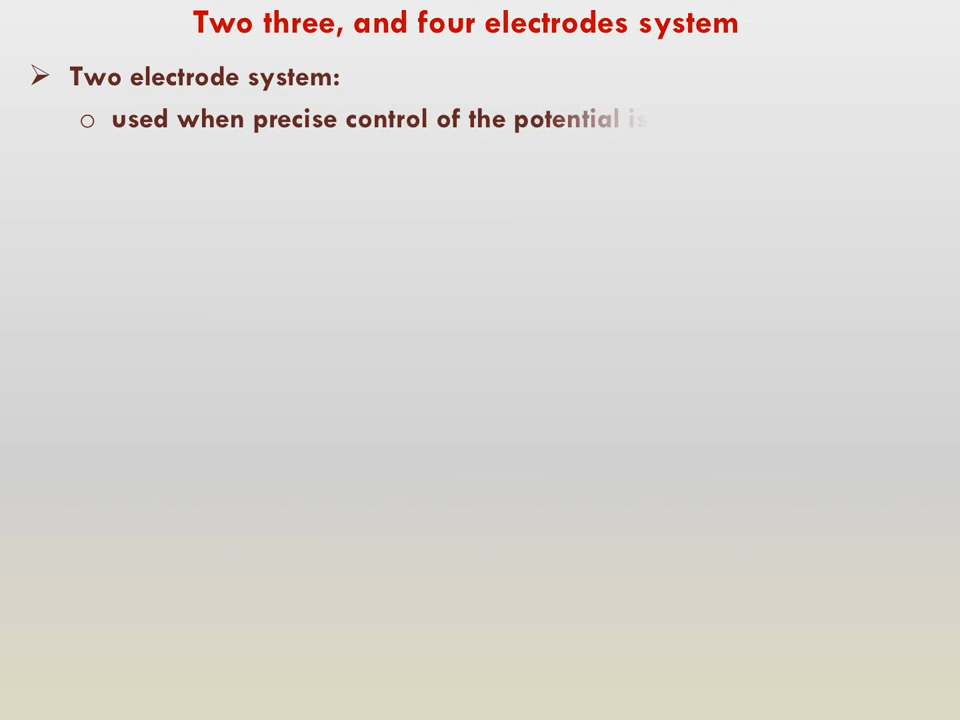 Two three, and four electrodes system
Two electrode system:
used when precise control of the potential is